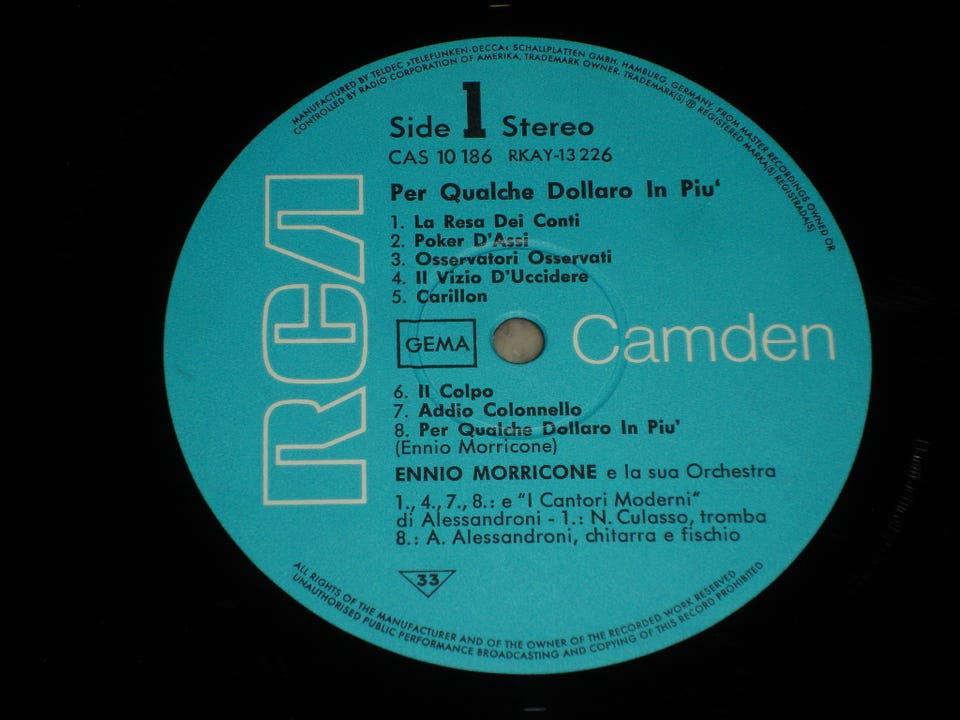 MANUFACTURED BY TELDEC »TELEFUNKEN-DECCA« SCHALLPLATTEN GMBH, HAMBURG, GERMANY, FROM MASTER RECORDINGS OWNED OR
CONTROLLED BY RADIO CORPORATION OF AMERIKA, TRADEMARK OWNER. TRADEMARK(S) ® REGISTERED MARKA(S) REGISTRADA(S)
Side 1 Stereo
CAS 10 186 RKAY-13 226
Per Qualche Dollaro In Piu'
1. La Resa Dei Conti
2. Poker D'Assi
3. Osservatori Osservati
4. Il Vizio D'Uccidere
5. Carillon
RCA
GEMA
Camden
6. Il Colpo
7. Addio Colonnello
8. Per Qualche Dollaro In Piu'
(Ennio Morricone)
ENNIO MORRICONE e la sua Orchestra
1., 4., 7., 8.: e "I Cantori Moderni"
di Alessandroni - 1.: N. Culasso, tromba
8.: A. Alessandroni, chitarra e fischio
33
ALL RIGHTS OF THE MANUFACTURER AND OF THE OWNER OF THE RECORDED WORK RESERVED
UNAUTHORISED PUBLIC PERFORMANCE BROADCASTING AND COPYING OF THIS RECORD PROHIBITED